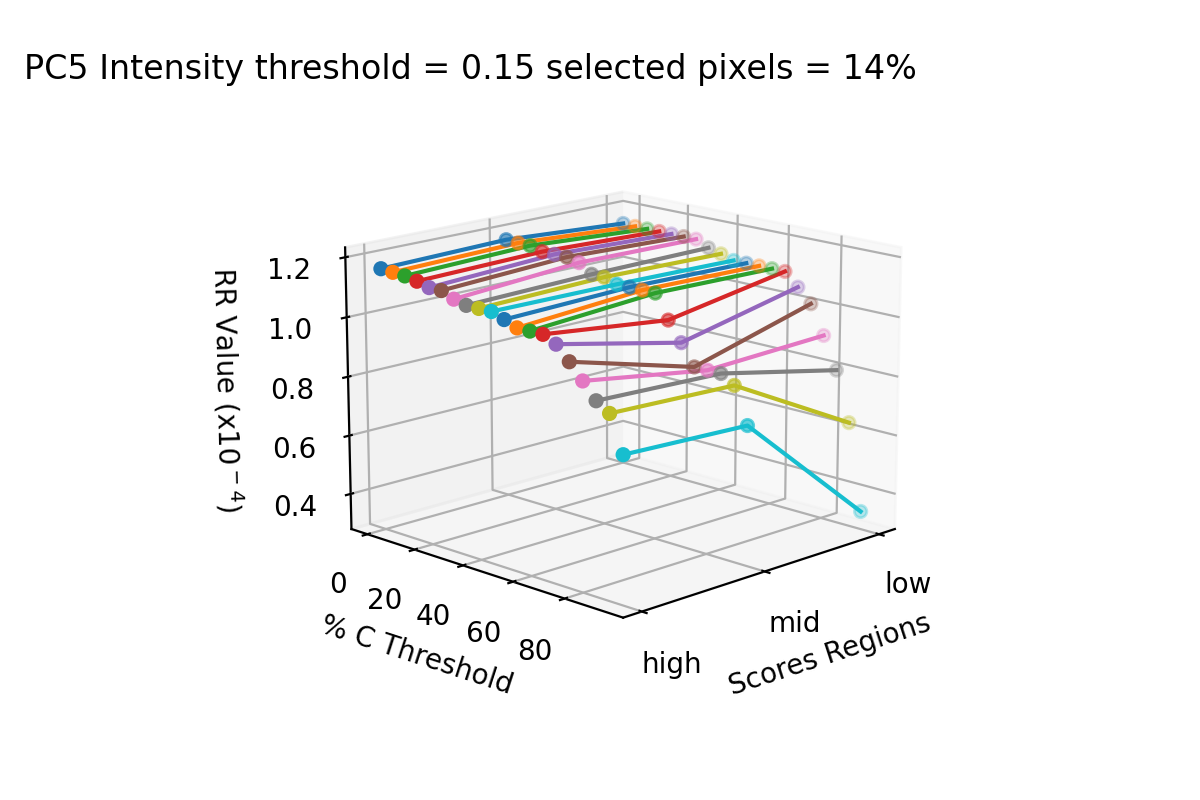 PC5 Intensity threshold = 0.15 selected pixels = 14%
RR Value (x10⁻⁴)
1.2
1.0
0.8
0.6
0.4
0
20
40
60
80
% C Threshold
high
mid
low
Scores Regions